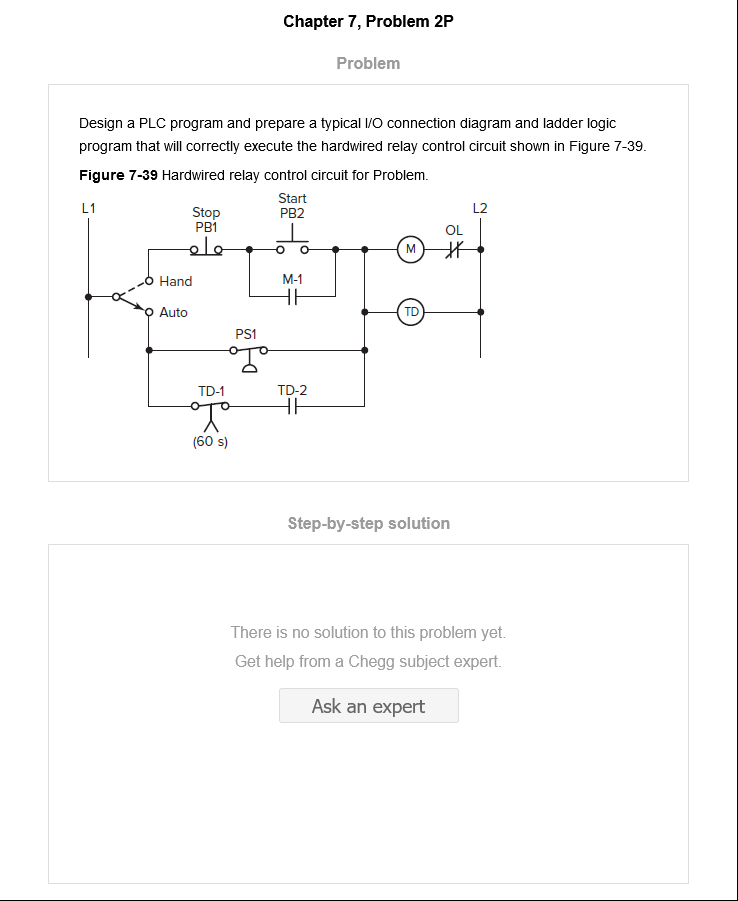 Chapter 7, Problem 2P
Problem
Design a PLC program and prepare a typical I/O connection diagram and ladder logic
program that will correctly execute the hardwired relay control circuit shown in Figure 7-39.
Figure 7-39 Hardwired relay control circuit for Problem.
L1
Stop
PB1
Start
PB2
L2
OL
M
Hand
M-1
Auto
TD
PS1
TD-1
TD-2
(60 s)
Step-by-step solution
There is no solution to this problem yet.
Get help from a Chegg subject expert.
Ask an expert